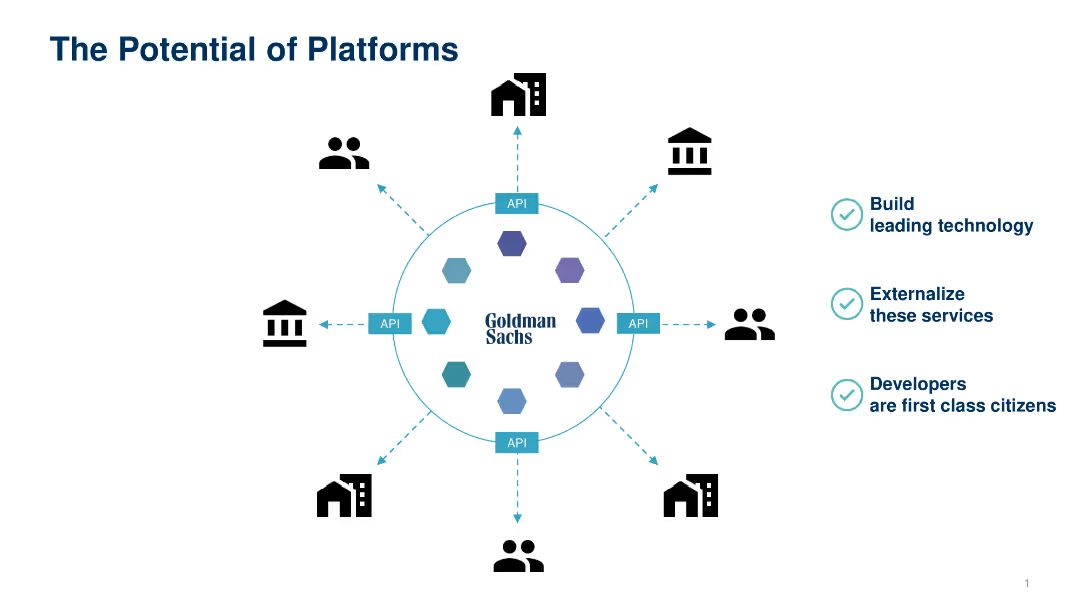 The Potential of Platforms
API
API
API
API
Goldman
Sachs
Build
leading technology
Externalize
these services
Developers
are first class citizens
1